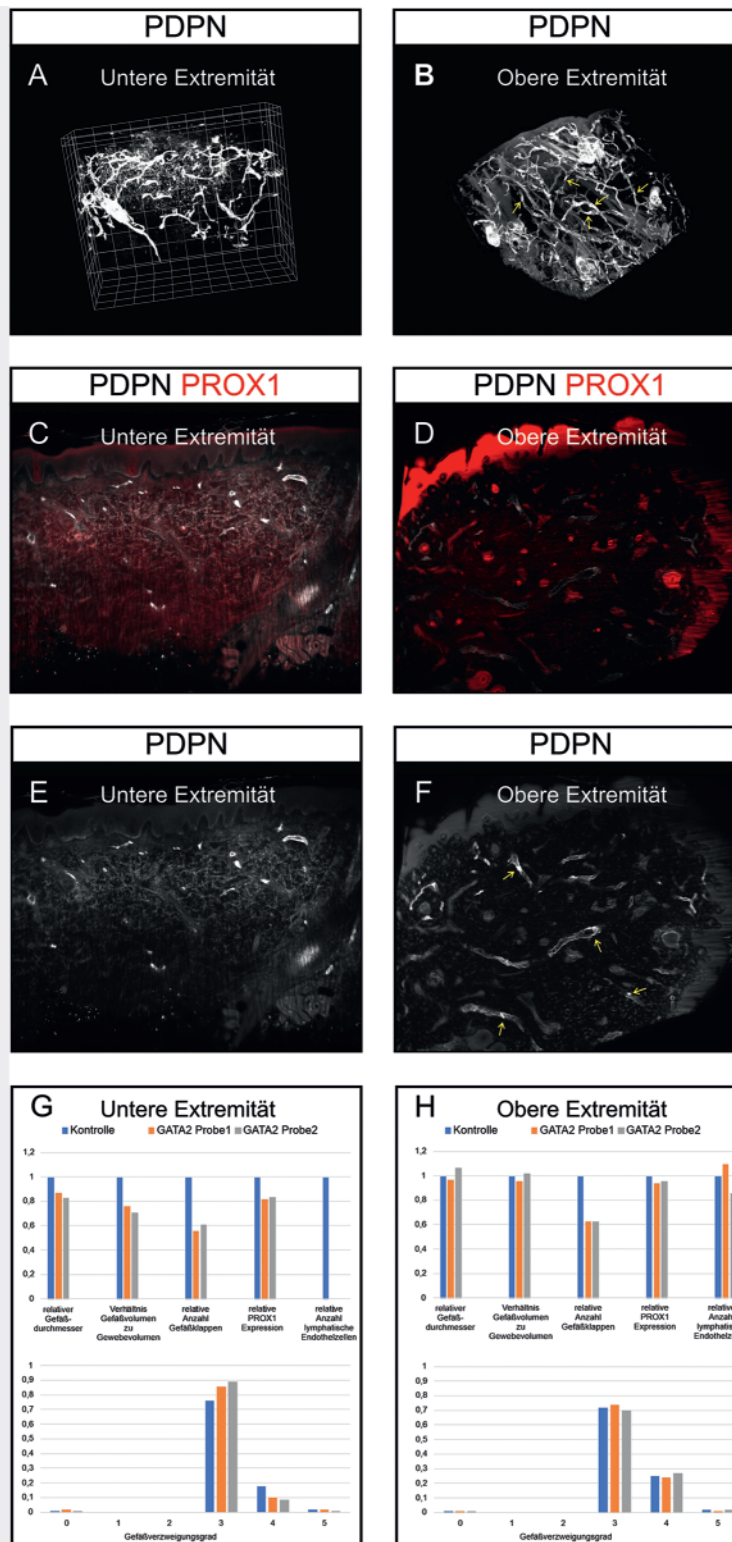 PDPN
A Untere Extremität
PDPN
B Obere Extremität
PDPN PROX1
C Untere Extremität
PDPN PROX1
D Obere Extremität
PDPN
E Untere Extremität
PDPN
F Obere Extremität
G Untere Extremität
Kontrolle GATA2 Probe1 GATA2 Probe2
1,2
1
0,8
0,6
0,4
0,2
0
relativer
Gefäß-
durchmesser
Verhältnis
Gefäßvolumen
zu
Gewebevolumen
relative
Anzahl
Gefäßklappen
relative
PROX1
Expression
relative
Anzahl
lymphatische
Endothelzellen
1
0,9
0,8
0,7
0,6
0,5
0,4
0,3
0,2
0,1
0
0 1 2 3 4 5
Gefäßverzweigungsgrad
H Obere Extremität
Kontrolle GATA2 Probe1 GATA2 Probe2
1,2
1
0,8
0,6
0,4
0,2
0
relativer
Gefäß-
durchmesser
Verhältnis
Gefäßvolumen
zu
Gewebevolumen
relative
Anzahl
Gefäßklappen
relative
PROX1
Expression
relative
Anzahl
lymphatis
Endothelze
1
0,9
0,8
0,7
0,6
0,5
0,4
0,3
0,2
0,1
0
0 1 2 3 4 5
Gefäßverzweigungsgrad